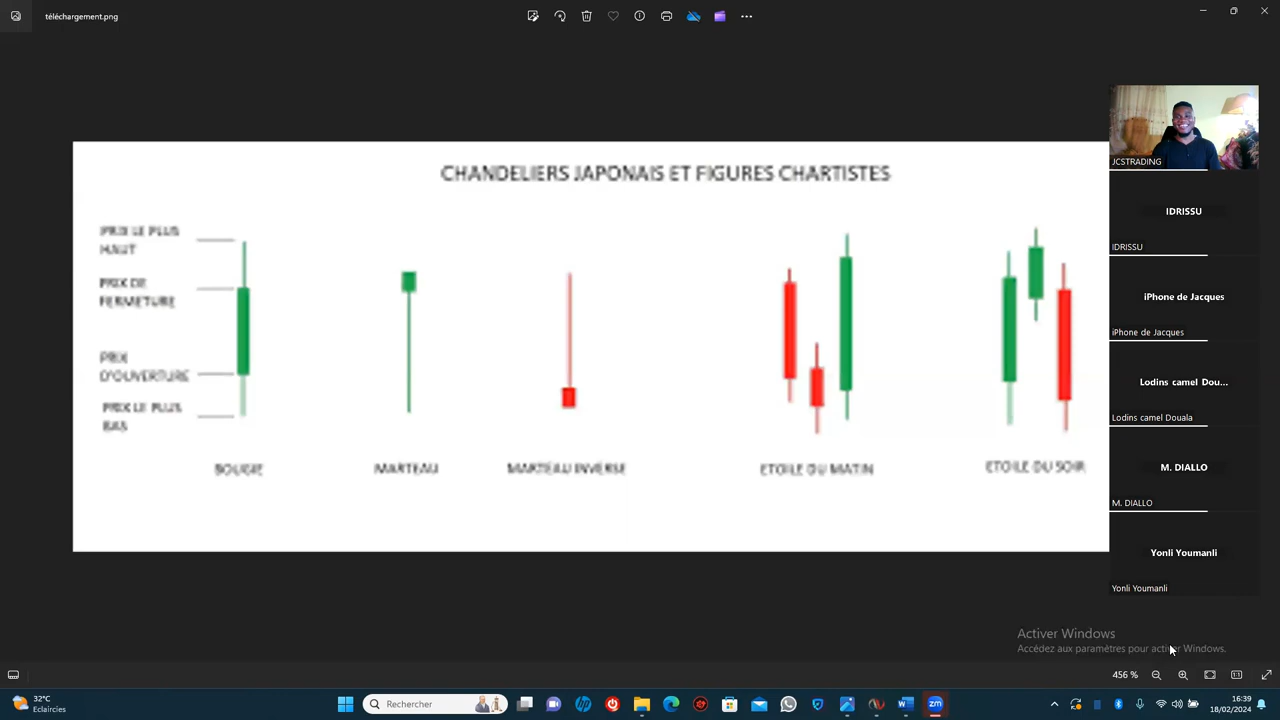 téléchargement.png
CHANDELIERS JAPONAIS ET FIGURES CHARTISTES
PRIX LE PLUS
HAUT
PRIX DE
FERMETURE
PRIX
D'OUVERTURE
PRIX LE PLUS
BAS
BOUGIE
MARTEAU
MARTEAU INVERSE
ETOILE DU MATIN
ETOILE DU SOIR
JCSTRADING
IDRISSU
IDRISSU
iPhone de Jacques
iPhone de Jacques
Lodins camel Dou...
Lodins camel Douala
M. DIALLO
M. DIALLO
Yonli Youmanli
Yonli Youmanli
Activer Windows
Accédez aux paramètres pour activer Windows.
456 %
32°C
Eclaircies
Rechercher
hp
W
zm
16:39
18/02/2024